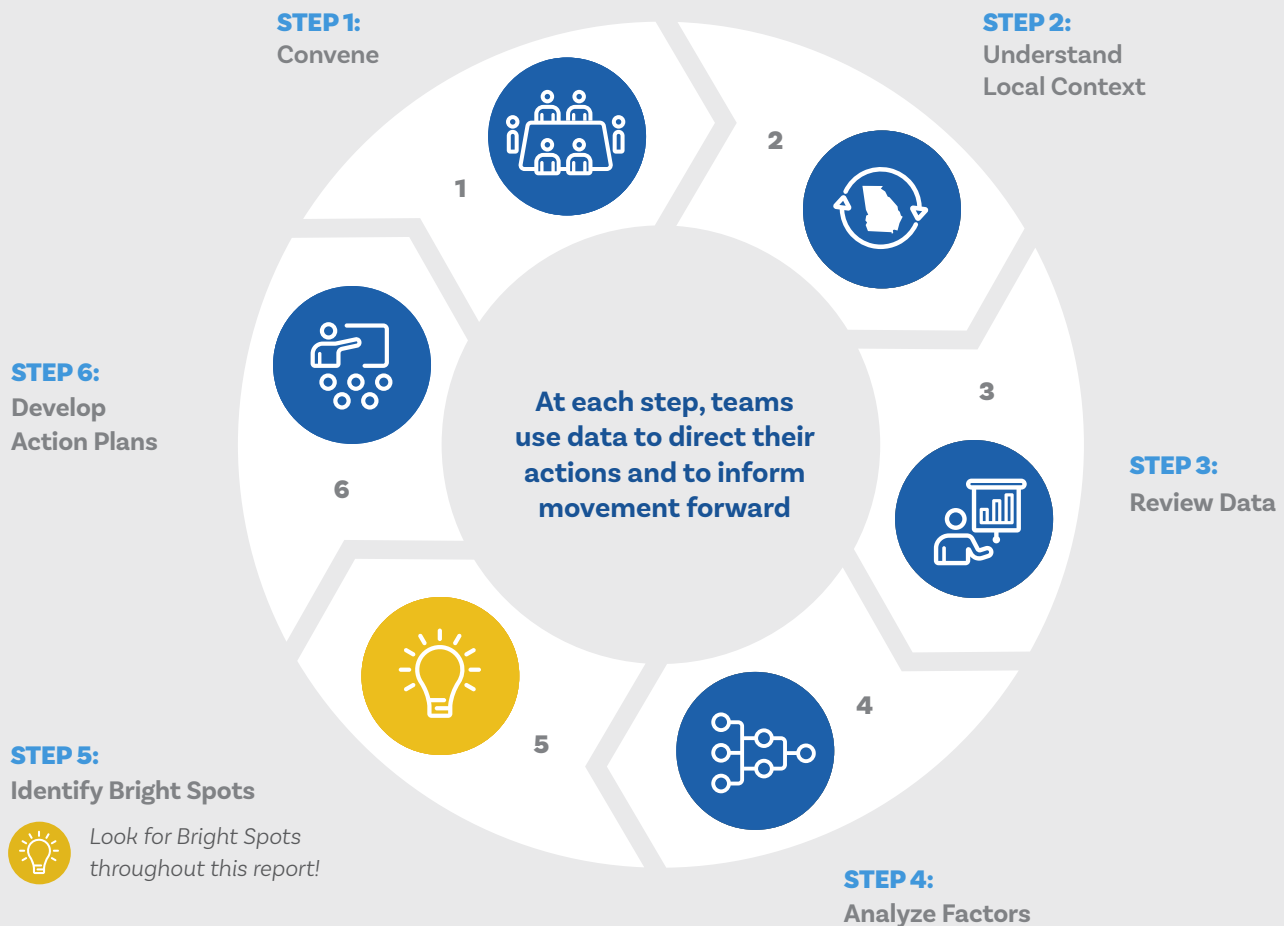 STEP 1:
Convene
STEP 2:
Understand
Local Context
1
2
3
STEP 3:
Review Data
4
STEP 4:
Analyze Factors
5
STEP 5:
Identify Bright Spots
Look for Bright Spots
throughout this report!
6
STEP 6:
Develop
Action Plans
At each step, teams
use data to direct their
actions and to inform
movement forward